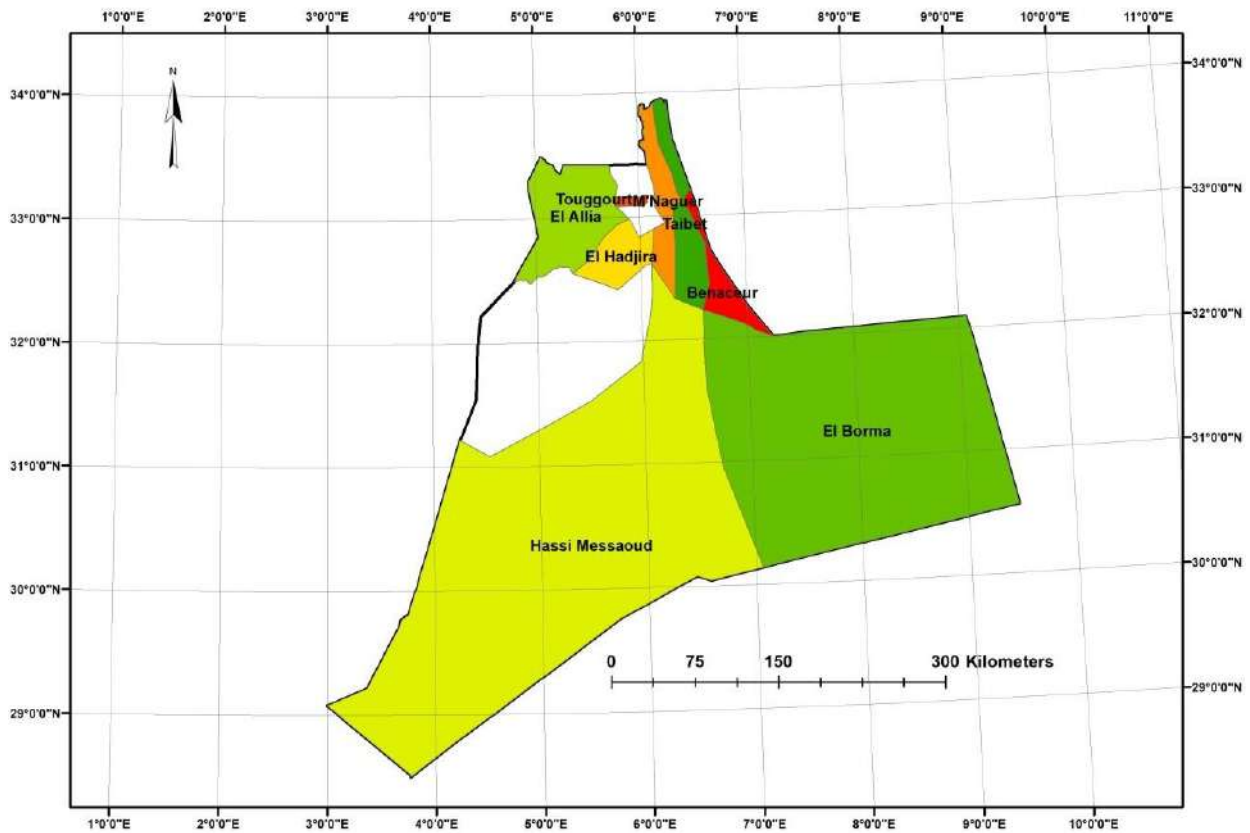 0°0'0"E 1°0'0"E 2°0'0"E 3°0'0"E 4°0'0"E 5°0'0"E 6°0'0"E 7°0'0"E 8°0'0"E 9°0'0"E 10°0'0"E 11°0'0"E
N
34°0'0"N 34°0'0"N
33°0'0"N 33°0'0"N
Touggourt M'Naguer
El Allia
Taibet
El Hadjira
Benaceur
32°0'0"N 32°0'0"N
El Borma
31°0'0"N 31°0'0"N
Hassi Messaoud
30°0'0"N 30°0'0"N
0 75 150 300 Kilometers
29°0'0"N 29°0'0"N
1°0'0"E 2°0'0"E 3°0'0"E 4°0'0"E 5°0'0"E 6°0'0"E 7°0'0"E 8°0'0"E 9°0'0"E 10°0'0"E